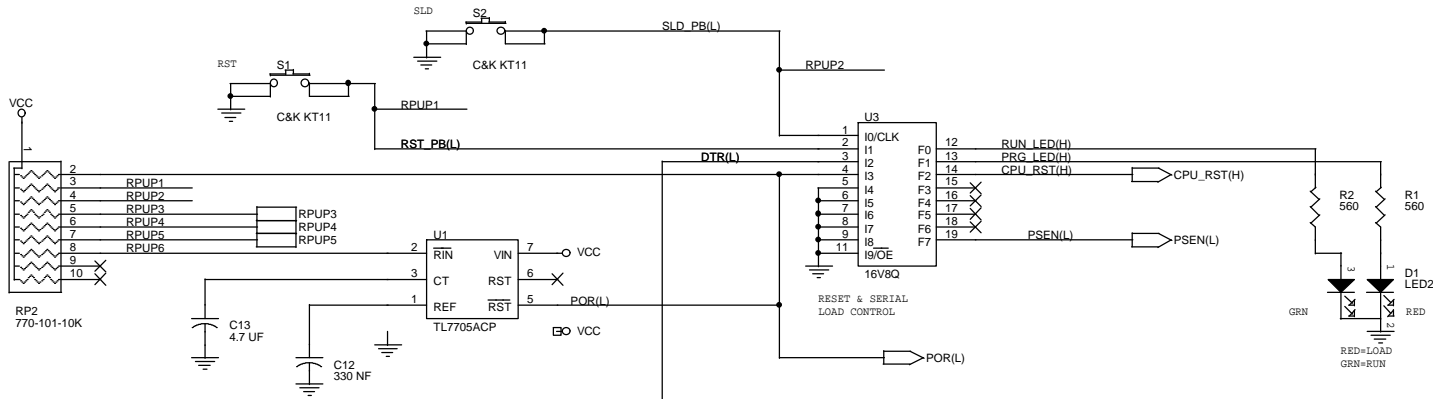 SLD
S2
SLD_PB(L)
C&K KT11
RPUP2
RST
S1
C&K KT11
RPUP1
RST_PB(L)
DTR(L)
VCC
1
2
3 RPUP1
4 RPUP2
5 RPUP3 RPUP3
6 RPUP4 RPUP4
7 RPUP5 RPUP5
8 RPUP6
9
10
RP2
770-101-10K
U1
2 RIN VIN 7 VCC
3 CT RST 6
1 REF RST 5 POR(L)
TL7705ACP
VCC
C13
4.7 UF
C12
330 NF
POR(L)
U3
1 I0/CLK
2 I1 F0 12 RUN_LED(H)
3 I2 F1 13 PRG_LED(H)
4 I3 F2 14 CPU_RST(H) CPU_RST(H)
5 I4 F3 15
6 I5 F4 16
7 I6 F5 17
8 I7 F6 18
9 I8 F7 19 PSEN(L) PSEN(L)
11 I9/OE
16V8Q
RESET & SERIAL
LOAD CONTROL
R2
560
R1
560
3
1
D1
LED2
GRN
RED
2
RED=LOAD
GRN=RUN